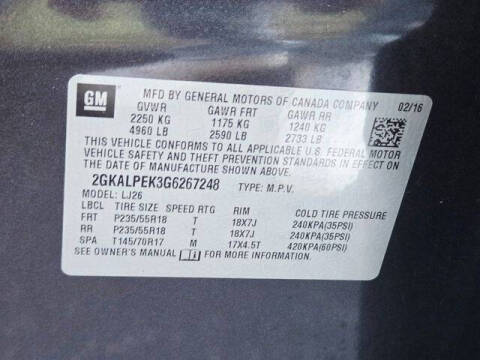 GM
MFD BY GENERAL MOTORS OF CANADA COMPANY 02/16
GVWR GAWR FRT GAWR RR
2250 KG 1175 KG 1240 KG
4960 LB 2590 LB 2733 LB
THIS VEHICLE CONFORMS TO ALL APPLICABLE U.S. FEDERAL MOTOR
VEHICLE SAFETY STANDARDS IN EFFECT ON
THE DATE OF MANUFACTURE SHOWN ABOVE.
2GKALPEK3G6267248 TYPE: M.P.V.
MODEL: LJ26
LBCL TIRE SIZE SPEED RTG RIM COLD TIRE PRESSURE
FRT P235/55R18 T 18X7J 240KPA(35PSI)
RR P235/55R18 T 18X7J 240KPA(35PSI)
SPA T145/70R17 M 17X4.5T 420KPA(60PSI)
SEE OWNER'S MANUAL FOR MORE INFORMATION